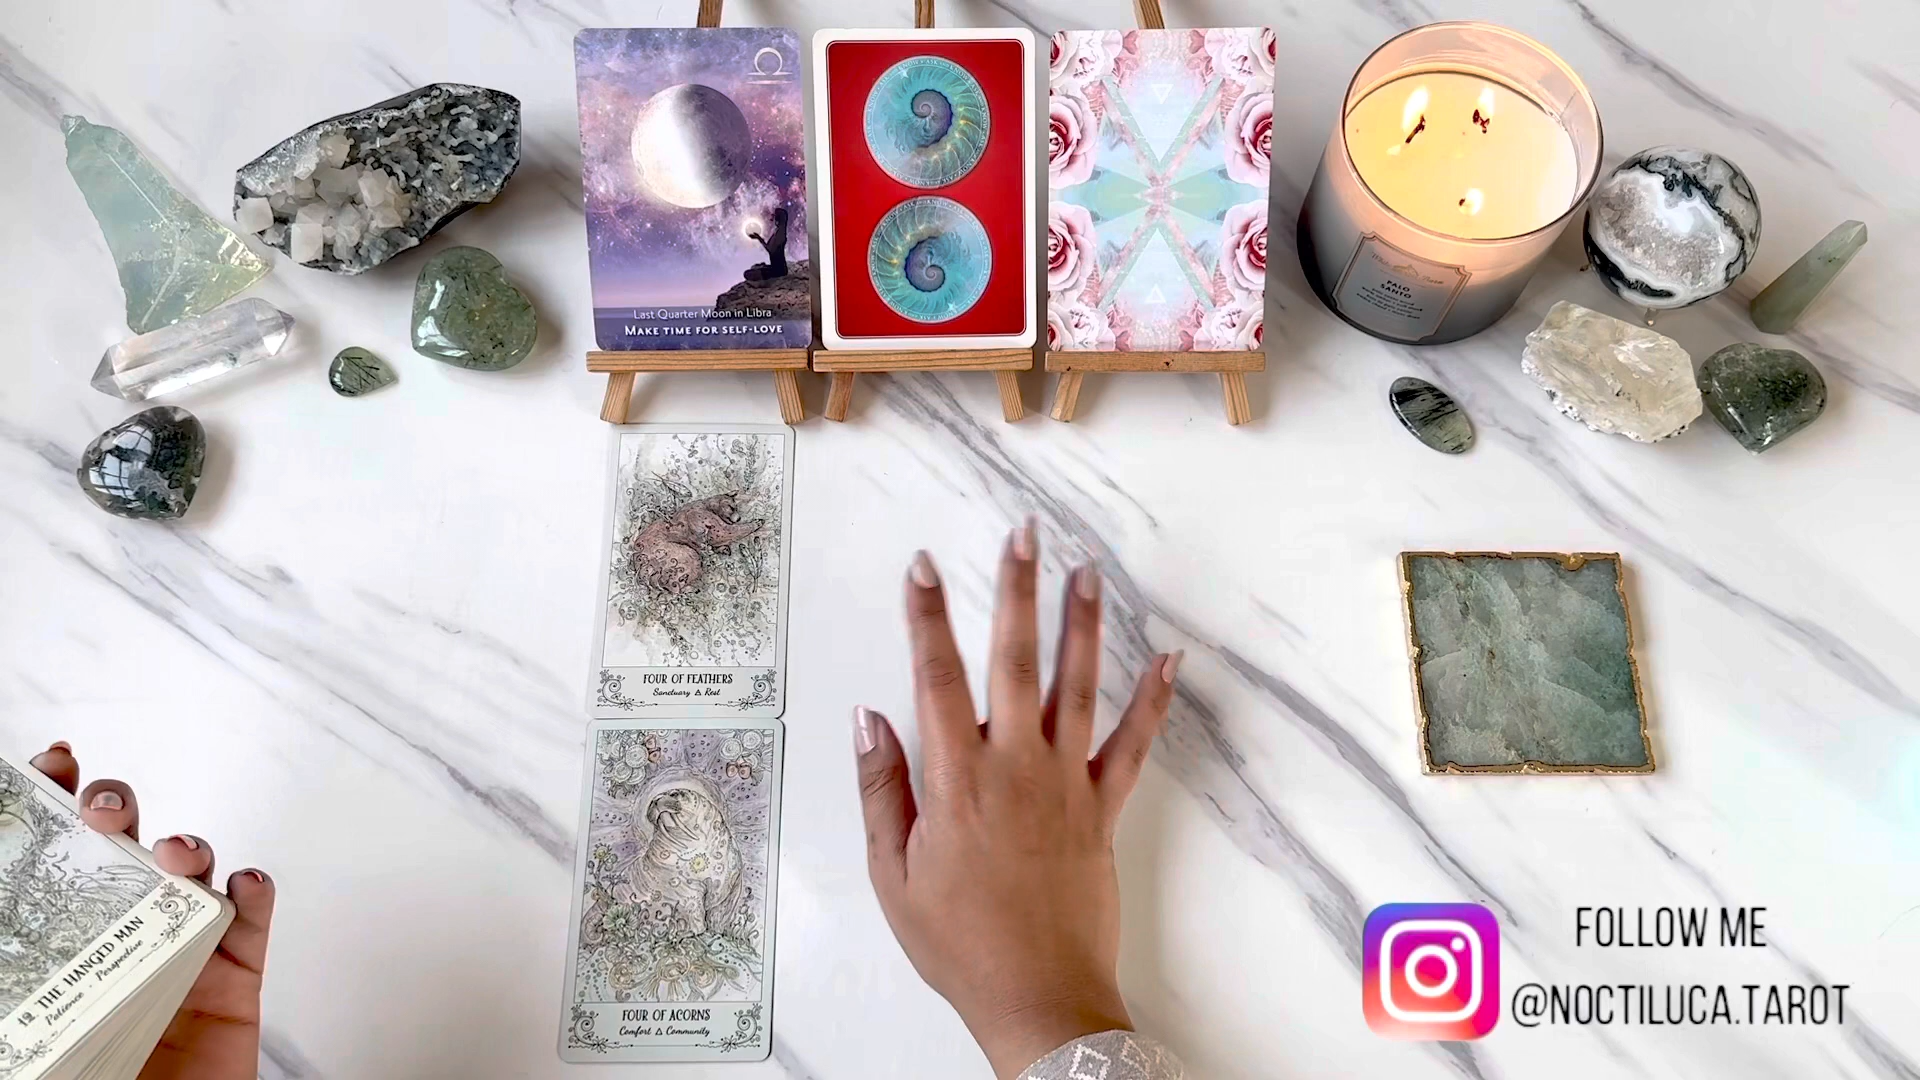 Last Quarter Moon in Libra
MAKE TIME FOR SELF-LOVE
PALO
SANTO
FOUR OF FEATHERS
Sanctuary △ Rest
FOUR OF ACORNS
Comfort △ Community
12 THE HANGED MAN
Patience · Perspective
FOLLOW ME
@NOCTILUCA.TAROT